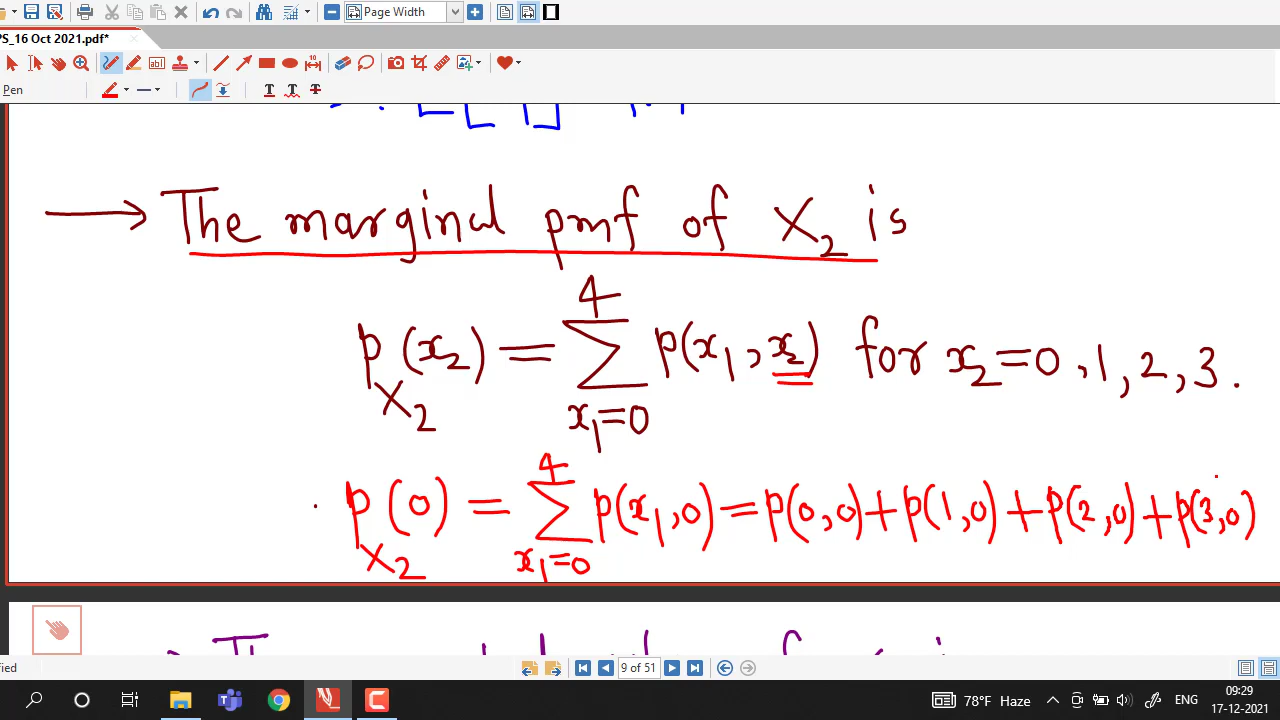 Page Width
PS_16 Oct 2021.pdf*
Pen
→ The marginal pmf of X₂ is
p_X₂(x₂) = ∑_{x₁=0}^{4} p(x₁, x₂) for x₂ = 0, 1, 2, 3.
p_X₂(0) = ∑_{x₁=0}^{4} p(x₁, 0) = p(0,0) + p(1,0) + p(2,0) + p(3,0)
9 of 51
78°F Haze
ENG
09:29
17-12-2021